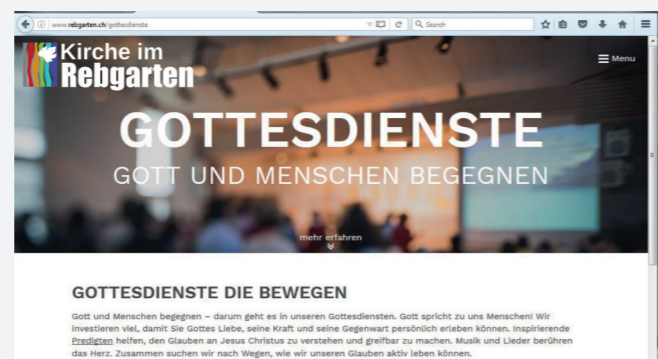 www.rebgarten.ch/gottesdienste
Search
Kirche im
Rebgarten
Menu
GOTTESDIENSTE
GOTT UND MENSCHEN BEGEGNEN
mehr erfahren
GOTTESDIENSTE DIE BEWEGEN
Gott und Menschen begegnen – darum geht es in unseren Gottesdiensten. Gott spricht zu uns Menschen! Wir
investieren viel, damit Sie Gottes Liebe, seine Kraft und seine Gegenwart persönlich erleben können. Inspirierende
Predigten helfen, den Glauben an Jesus Christus zu verstehen und greifbar zu machen. Musik und Lieder berühren
das Herz. Zusammen suchen wir nach Wegen, wie wir unseren Glauben aktiv leben können.